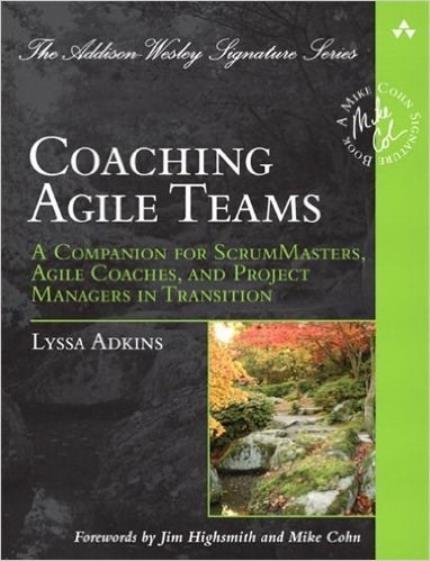 The Addison Wesley Signature Series
A MIKE COHN SIGNATURE BOOK
Mike Cohn
COACHING
AGILE TEAMS
A COMPANION FOR SCRUMMASTERS,
AGILE COACHES, AND PROJECT
MANAGERS IN TRANSITION
LYSSA ADKINS
Forewords by Jim Highsmith and Mike Cohn